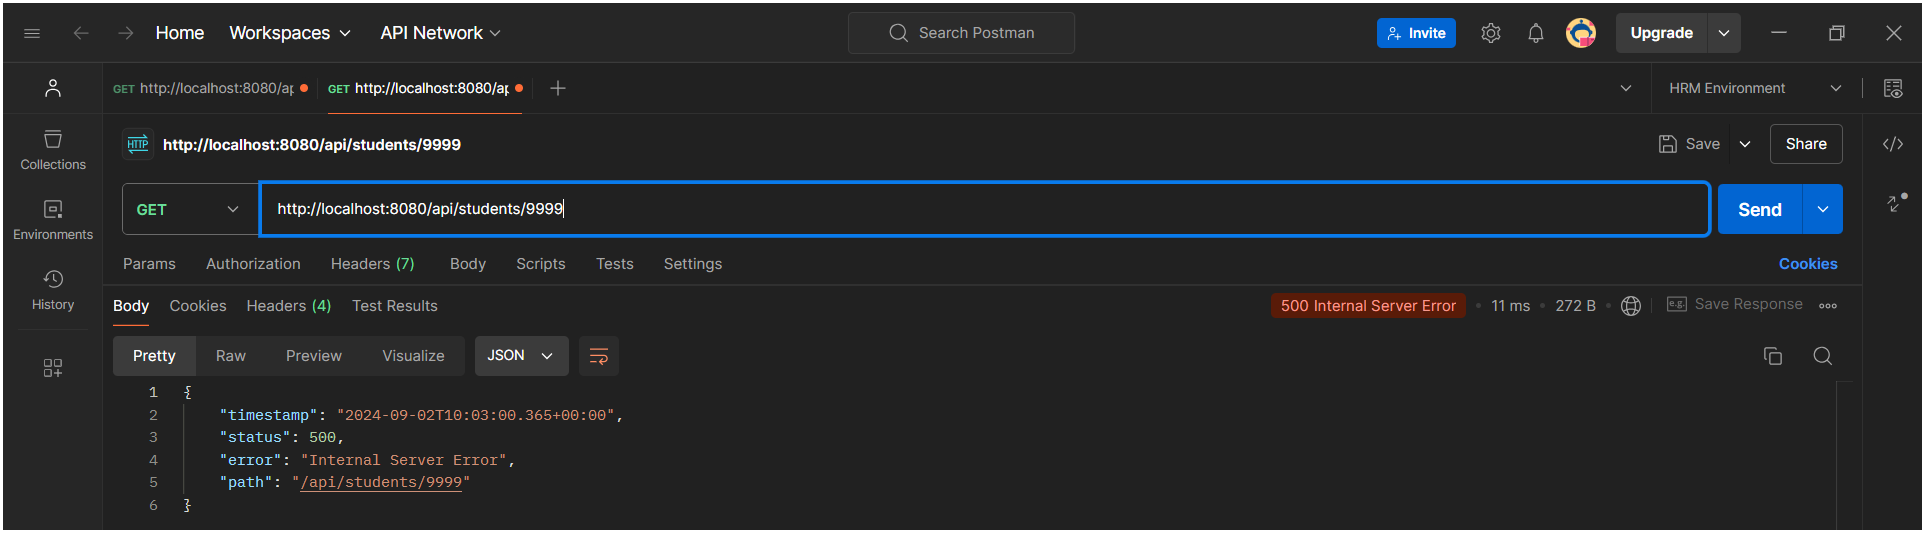 Home Workspaces API Network Search Postman Invite Upgrade
GET http://localhost:8080/ap GET http://localhost:8080/ap HRM Environment
HTTP http://localhost:8080/api/students/9999 Save Share
Collections
GET http://localhost:8080/api/students/9999 Send
Environments
Params Authorization Headers (7) Body Scripts Tests Settings Cookies
History
Body Cookies Headers (4) Test Results 500 Internal Server Error 11 ms 272 B e.g. Save Response
Pretty Raw Preview Visualize JSON
1 {
2 "timestamp": "2024-09-02T10:03:00.365+00:00",
3 "status": 500,
4 "error": "Internal Server Error",
5 "path": "/api/students/9999"
6 }